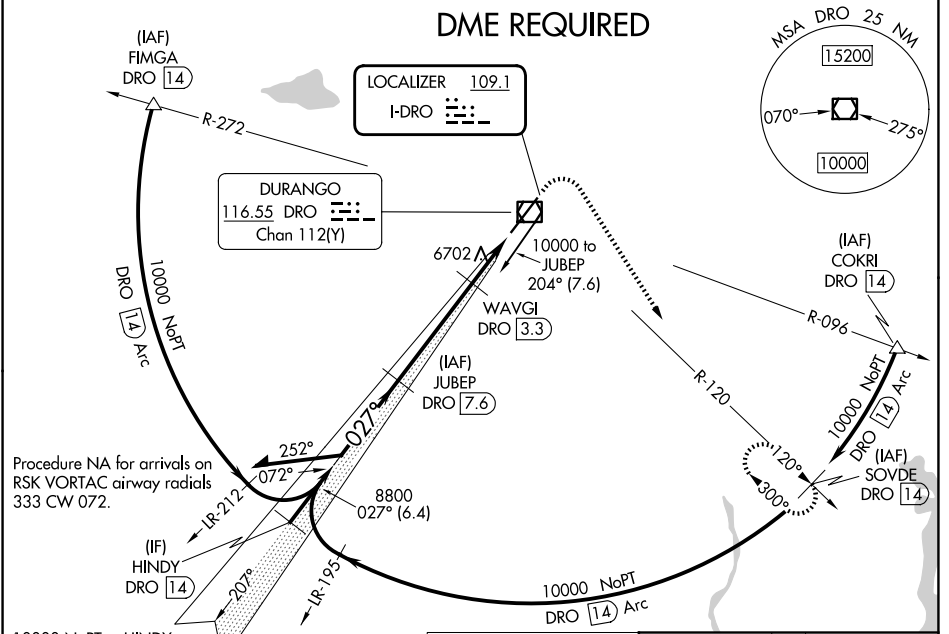 DME REQUIRED
(IAF)
FIMGA
DRO 14
R-272
LOCALIZER 109.1
I-DRO
MSA DRO 25 NM
15200
070°
275°
10000
DURANGO
116.55 DRO
Chan 112(Y)
6702
10000 to
JUBEP
204° (7.6)
WAVGI
DRO 3.3
(IAF)
COKRI
DRO 14
R-096
10000 NoPT
DRO 14 Arc
(IAF)
JUBEP
DRO 7.6
R-120
10000 NoPT
DRO 14 Arc
027°
252°
072°
120°
300°
(IAF)
SOVDE
DRO 14
Procedure NA for arrivals on
RSK VORTAC airway radials
333 CW 072.
LR-212
8800
027° (6.4)
(IF)
HINDY
DRO 14
207°
LR-195
10000 NoPT
DRO 14 Arc